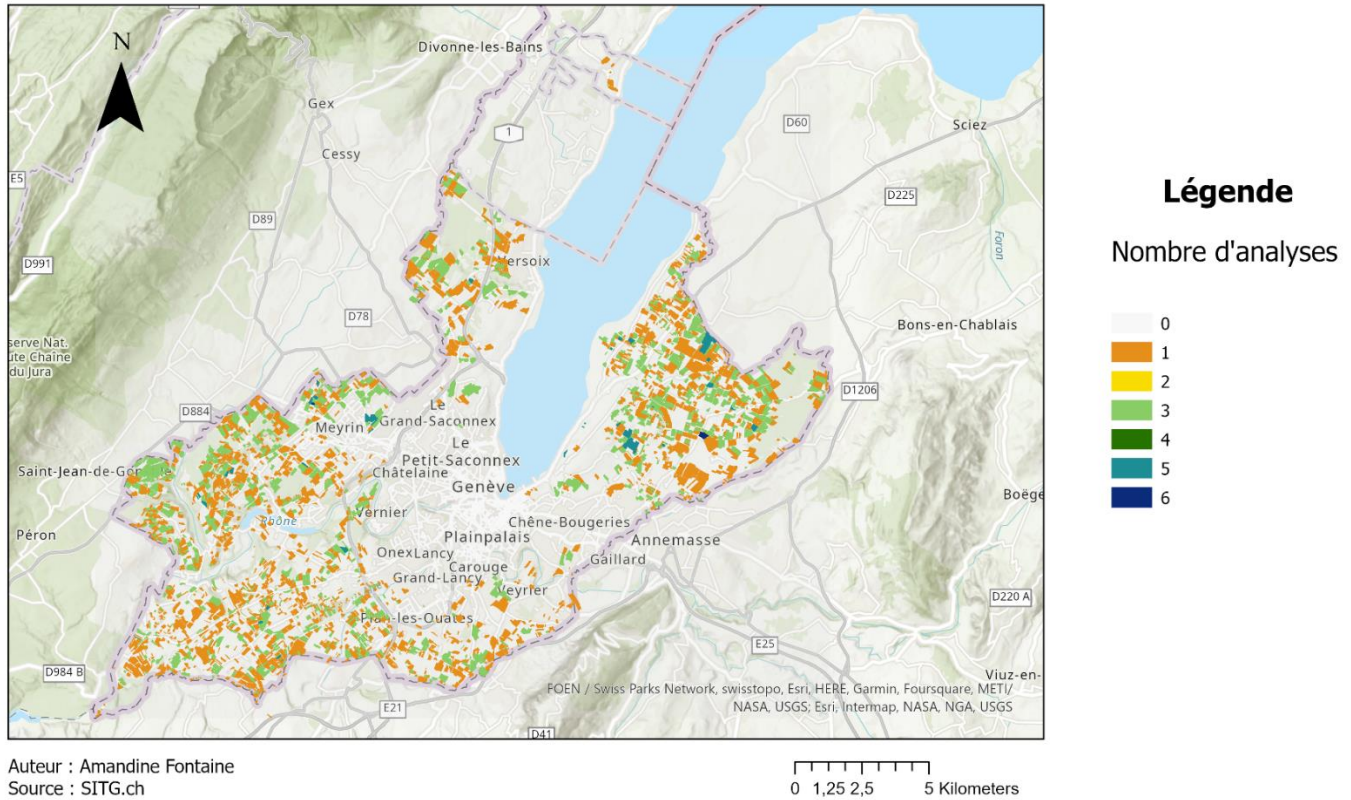 N
Divonne-les-Bains
Gex
1
D60
Sciez
Cessy
E5
D225
D89
Foron
D991
Versoix
D78
Bons-en-Chablais
serve Nat.
ute Chaîne
du Jura
D1206
D884
Le
Grand-Saconnex
Meyrin
Le
Petit-Saconnex
Saint-Jean-de-Gonville
Châtelaine
Genève
Boëge
Rhône
Vernier
Chêne-Bougeries
Péron
Plainpalais
Annemasse
Onex
Lancy
Gaillard
Carouge
Grand-Lancy
Veyrier
D220 A
Plan-les-Ouates
E25
D984 B
Viuz-en-
FOEN / Swiss Parks Network, swisstopo, Esri, HERE, Garmin, Foursquare, METI/
NASA, USGS; Esri, Intermap, NASA, NGA, USGS
E21
D41
Légende
Nombre d'analyses
0
1
2
3
4
5
6
Auteur : Amandine Fontaine
Source : SITG.ch
0 1,25 2,5 5 Kilometers